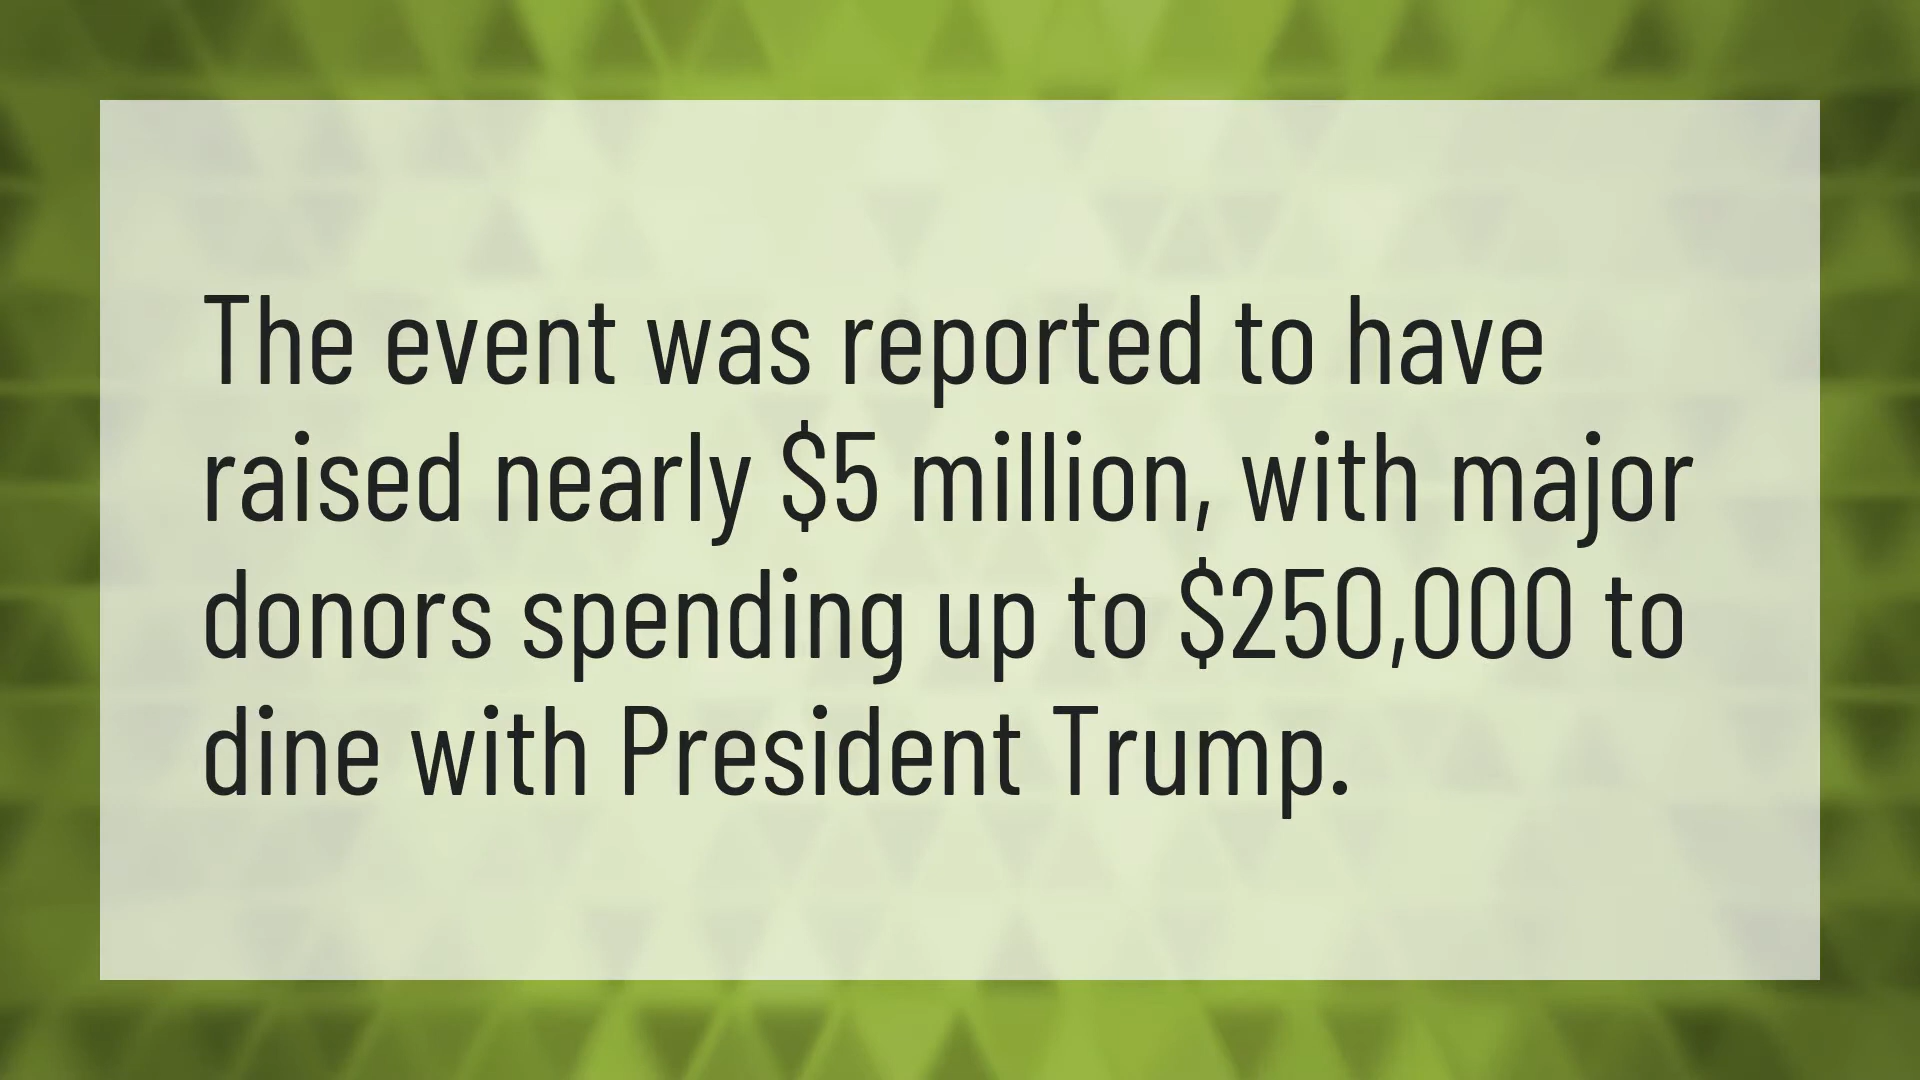 The event was reported to have
raised nearly $5 million, with major
donors spending up to $250,000 to
dine with President Trump.